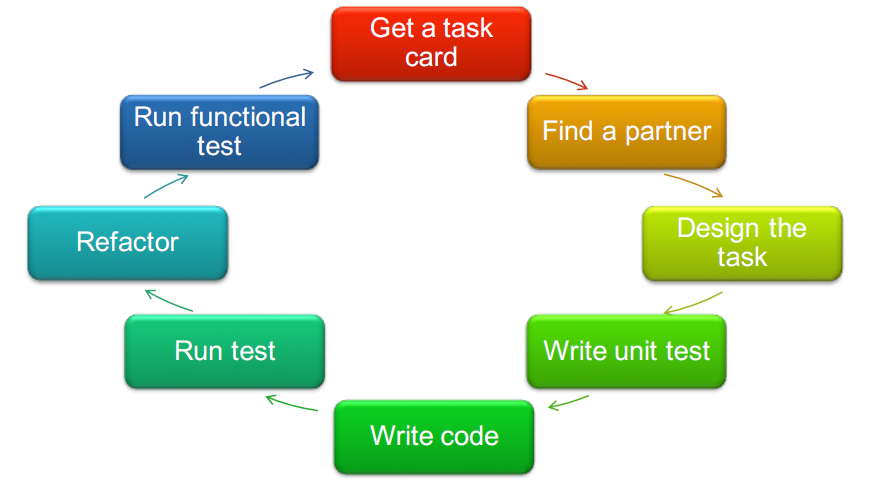 Get a task
card
Find a partner
Design the
task
Write unit test
Write code
Run test
Refactor
Run functional
test